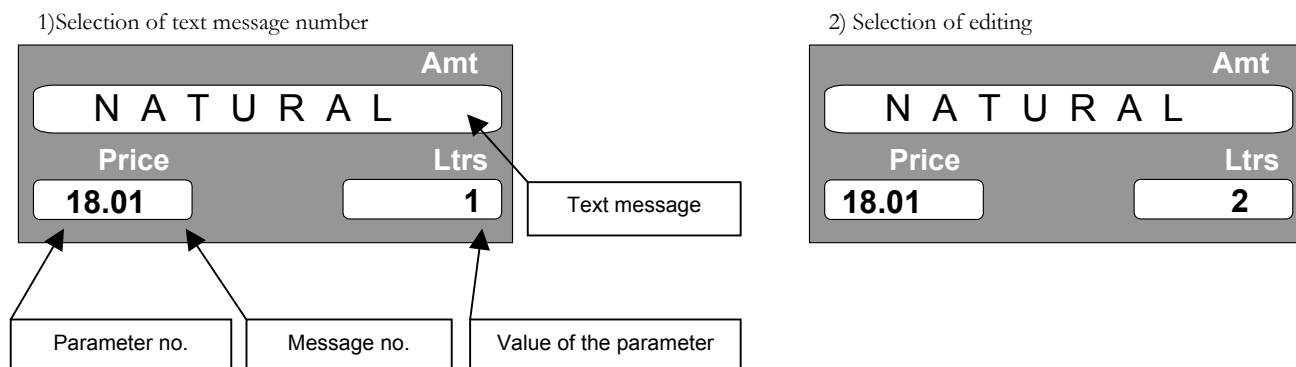 1)Selection of text message number
Amt
N A T U R A L
Price
Ltrs
18.01
1
Text message
Parameter no.
Message no.
Value of the parameter
2) Selection of editing
Amt
N A T U R A L
Price
Ltrs
18.01
2